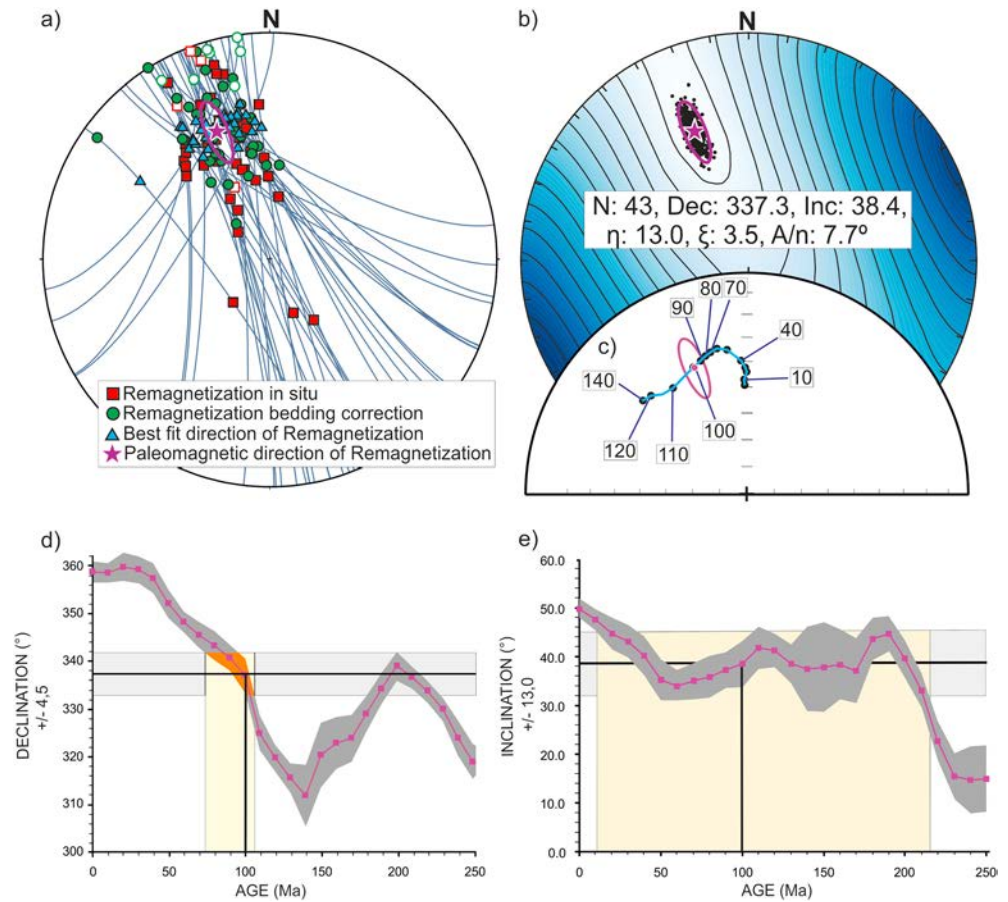 a)
N
Remagnetization in situ
Remagnetization bedding correction
Best fit direction of Remagnetization
Paleomagnetic direction of Remagnetization
b)
N
N: 43, Dec: 337.3, Inc: 38.4,
η: 13.0, ξ: 3.5, A/n: 7.7º
c)
80
70
90
40
140
10
100
120
110
d)
360
350
340
330
320
310
300
DECLINATION (°)
+/- 4,5
0
50
100
150
200
250
AGE (Ma)
e)
60.0
50.0
40.0
30.0
20.0
10.0
0.0
INCLINATION (°)
+/- 13,0
0
50
100
150
200
250
AGE (Ma)